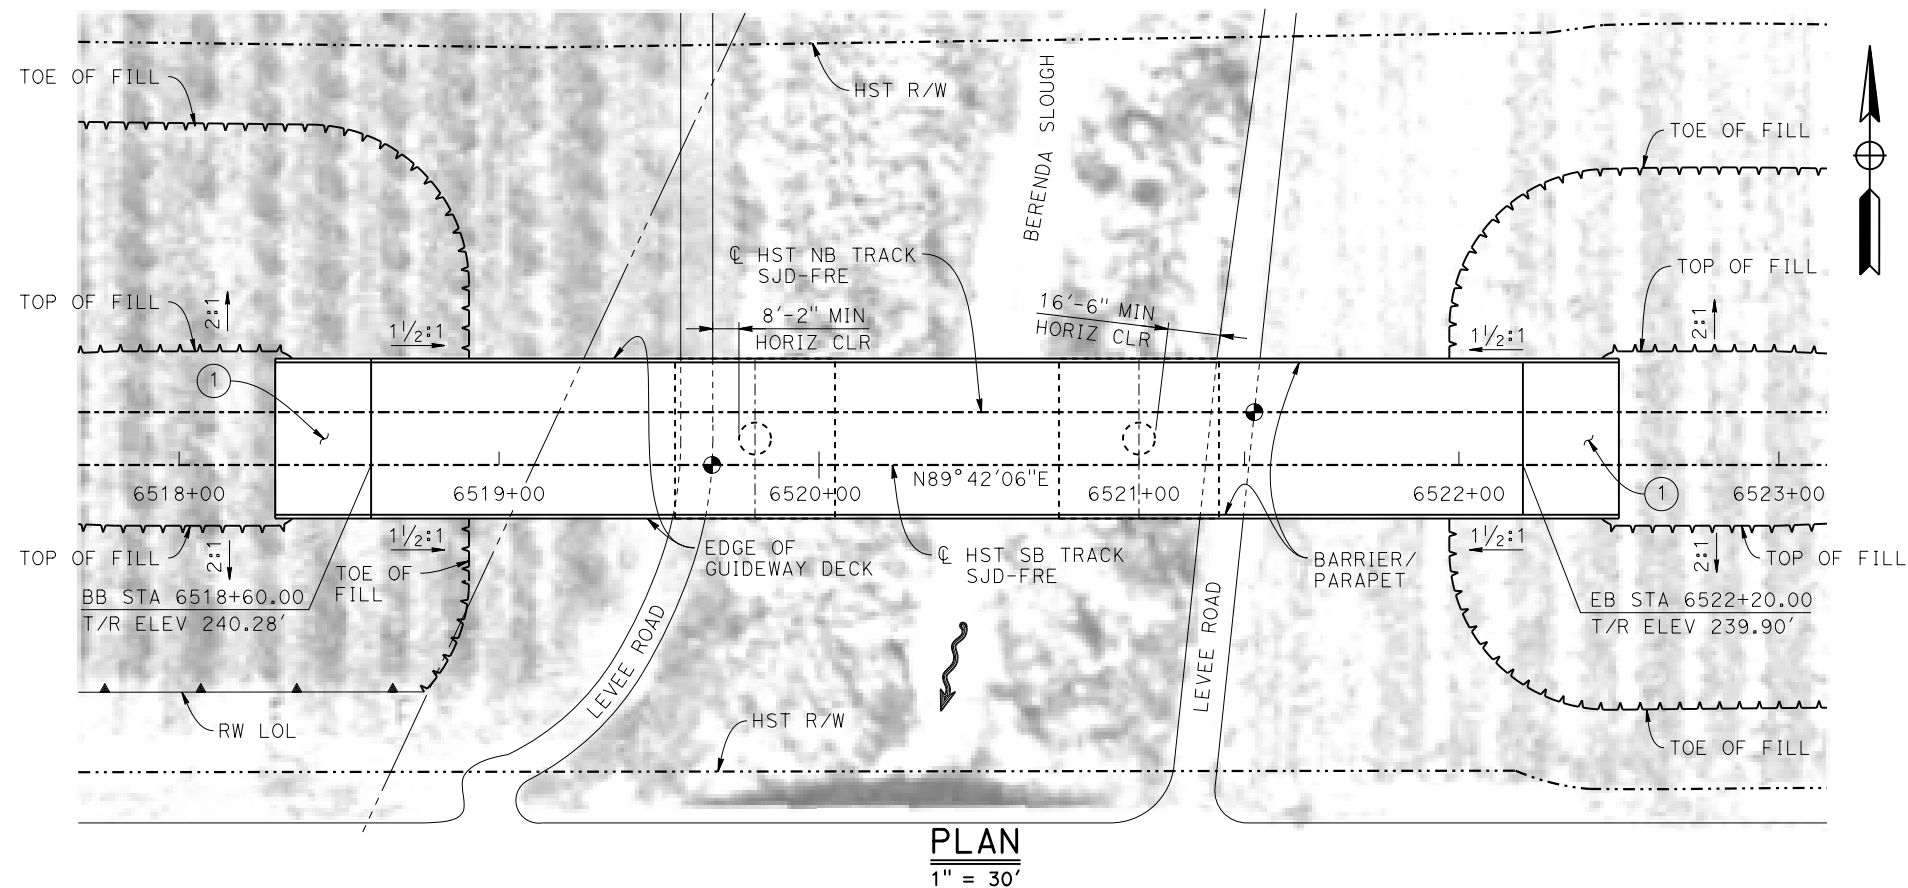 TOE OF FILL
HST R/W
BERENDA SLOUGH
TOE OF FILL
℄ HST NB TRACK
SJD-FRE
TOP OF FILL
TOP OF FILL
2:1
1½:1
8'-2" MIN
HORIZ CLR
16'-6" MIN
HORIZ CLR
1½:1
2:1
1
N89°42'06"E
6518+00
6519+00
6520+00
6521+00
6522+00
1
6523+00
TOP OF FILL
2:1
1½:1
TOE OF
FILL
EDGE OF
GUIDEWAY DECK
℄ HST SB TRACK
SJD-FRE
BARRIER/
PARAPET
1½:1
2:1
TOP OF FILL
BB STA 6518+60.00
T/R ELEV 240.28'
EB STA 6522+20.00
T/R ELEV 239.90'
LEVEE ROAD
LEVEE ROAD
RW LOL
HST R/W
TOE OF FILL
PLAN
1" = 30'